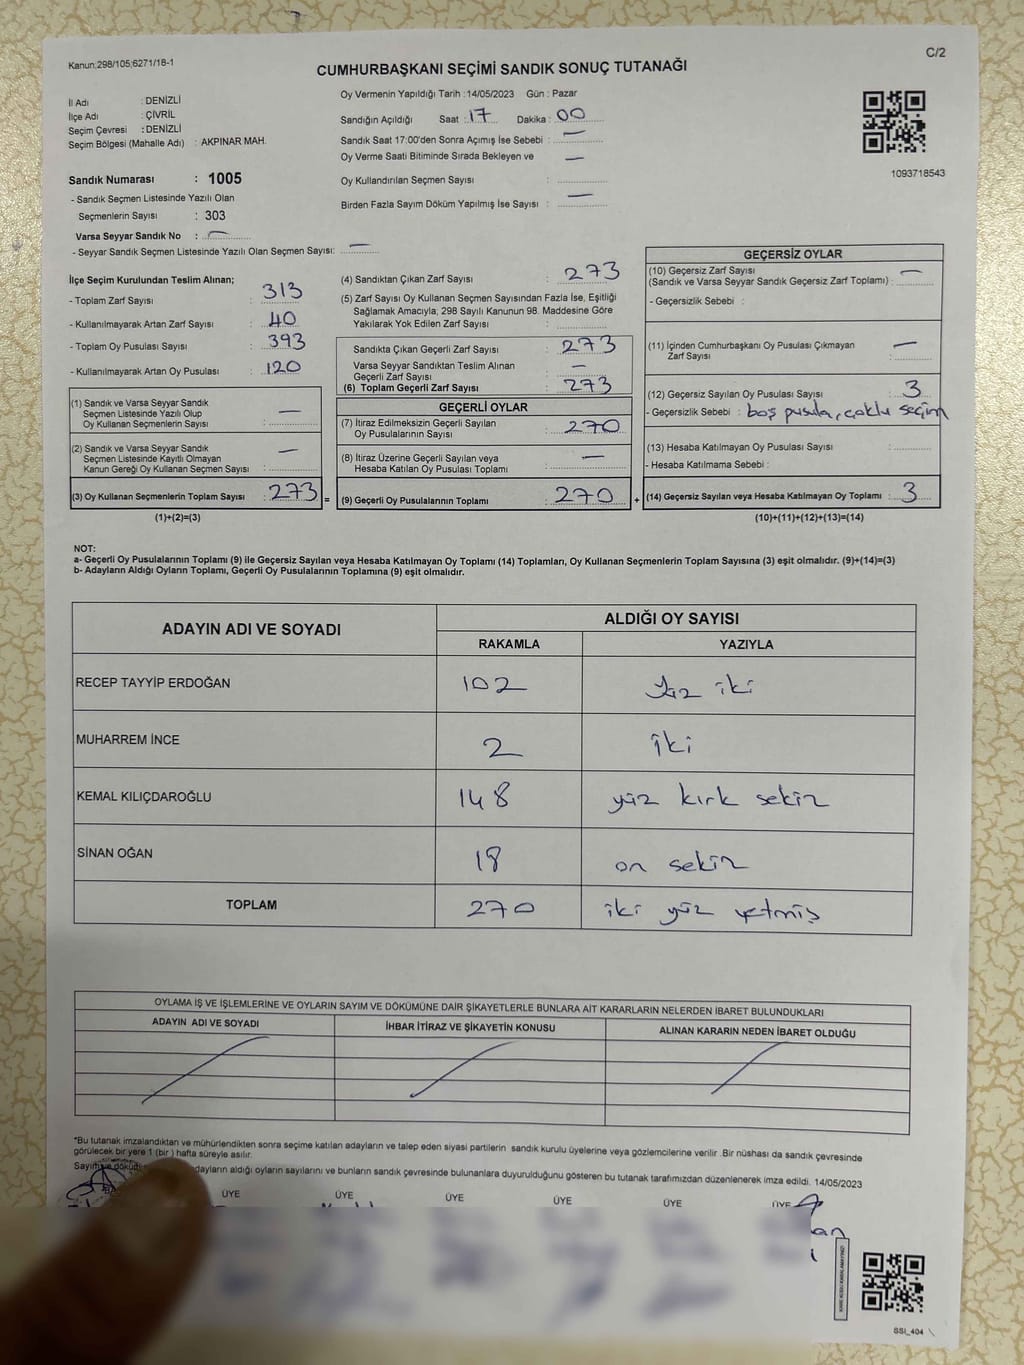 Kanun;298/105;6271/18-1
C/2
CUMHURBAŞKANI SEÇİMİ SANDIK SONUÇ TUTANAĞI
İl Adı : DENİZLİ
İlçe Adı : ÇİVRİL
Seçim Çevresi : DENİZLİ
Seçim Bölgesi (Mahalle Adı) : AKPINAR MAH.
Oy Vermenin Yapıldığı Tarih :14/05/2023 Gün : Pazar
Sandığın Açıldığı Saat : 17 Dakika : 00
Sandık Saat 17:00'den Sonra Açımış İse Sebebi : —
Oy Verme Saati Bitiminde Sırada Bekleyen ve —
Oy Kullandırılan Seçmen Sayısı :
Birden Fazla Sayım Döküm Yapılmış İse Sayısı : —
1093718543
Sandık Numarası : 1005
- Sandık Seçmen Listesinde Yazılı Olan
Seçmenlerin Sayısı : 303
Varsa Seyyar Sandık No : —
- Seyyar Sandık Seçmen Listesinde Yazılı Olan Seçmen Sayısı: —
İlçe Seçim Kurulundan Teslim Alınan;
- Toplam Zarf Sayısı : 313
- Kullanılmayarak Artan Zarf Sayısı : 40
- Toplam Oy Pusulası Sayısı : 393
- Kullanılmayarak Artan Oy Pusulası : 120
(1) Sandık ve Varsa Seyyar Sandık
Seçmen Listesinde Yazılı Olup
Oy Kullanan Seçmenlerin Sayısı : —
(2) Sandık ve Varsa Seyyar Sandık
Seçmen Listesinde Kayıtlı Olmayan
Kanun Gereği Oy Kullanan Seçmen Sayısı : —
(3) Oy Kullanan Seçmenlerin Toplam Sayısı : 273 =
(1)+(2)=(3)
(4) Sandıktan Çıkan Zarf Sayısı : 273
(5) Zarf Sayısı Oy Kullanan Seçmen Sayısından Fazla İse, Eşitliği
Sağlamak Amacıyla; 298 Sayılı Kanunun 98. Maddesine Göre
Yakılarak Yok Edilen Zarf Sayısı :
Sandıkta Çıkan Geçerli Zarf Sayısı : 273
Varsa Seyyar Sandıktan Teslim Alınan
Geçerli Zarf Sayısı : —
(6) Toplam Geçerli Zarf Sayısı : 273
GEÇERLİ OYLAR
(7) İtiraz Edilmeksizin Geçerli Sayılan
Oy Pusulalarının Sayısı : 270
(8) İtiraz Üzerine Geçerli Sayılan veya
Hesaba Katılan Oy Pusulası Toplamı : —
(9) Geçerli Oy Pusulalarının Toplamı : 270 +
GEÇERSİZ OYLAR
(10) Geçersiz Zarf Sayısı
(Sandık ve Varsa Seyyar Sandık Geçersiz Zarf Toplamı) : —
- Geçersizlik Sebebi :
(11) İçinden Cumhurbaşkanı Oy Pusulası Çıkmayan
Zarf Sayısı : —
(12) Geçersiz Sayılan Oy Pusulası Sayısı : 3
- Geçersizlik Sebebi : boş pusula, çoklu seçim
(13) Hesaba Katılmayan Oy Pusulası Sayısı :
- Hesaba Katılmama Sebebi :
(14) Geçersiz Sayılan veya Hesaba Katılmayan Oy Toplamı : 3
(10)+(11)+(12)+(13)=(14)
NOT:
a- Geçerli Oy Pusulalarının Toplamı (9) ile Geçersiz Sayılan veya Hesaba Katılmayan Oy Toplamı (14) Toplamları, Oy Kullanan Seçmenlerin Toplam Sayısına (3) eşit olmalıdır. (9)+(14)=(3)
b- Adayların Aldığı Oyların Toplamı, Geçerli Oy Pusulalarının Toplamına (9) eşit olmalıdır.
ADAYIN ADI VE SOYADI ALDIĞI OY SAYISI
RAKAMLA YAZIYLA
RECEP TAYYİP ERDOĞAN 102 Yüz iki
MUHARREM İNCE 2 İki
KEMAL KILIÇDAROĞLU 148 yüz kırk sekiz
SİNAN OĞAN 18 on sekiz
TOPLAM 270 iki yüz yetmiş
OYLAMA İŞ VE İŞLEMLERİNE VE OYLARIN SAYIM VE DÖKÜMÜNE DAİR ŞİKAYETLERLE BUNLARA AİT KARARLARIN NELERDEN İBARET BULUNDUKLARI
ADAYIN ADI VE SOYADI İHBAR İTİRAZ VE ŞİKAYETİN KONUSU ALINAN KARARIN NEDEN İBARET OLDUĞU
*Bu tutanak imzalandıktan ve mühürlendikten sonra seçime katılan adayların ve talep eden siyasi partilerin sandık kurulu üyelerine veya gözlemcilerine verilir .Bir nüshası da sandık çevresinde
görülecek bir yere 1 (bir ) hafta süreyle asılır.
Sayım ve döküm adayların aldığı oyların sayılarını ve bunların sandık çevresinde bulunanlara duyurulduğunu gösteren bu tutanak tarafımızdan düzenlenerek imza edildi. 14/05/2023
ÜYE ÜYE ÜYE ÜYE ÜYE ÜYE
SSI_404